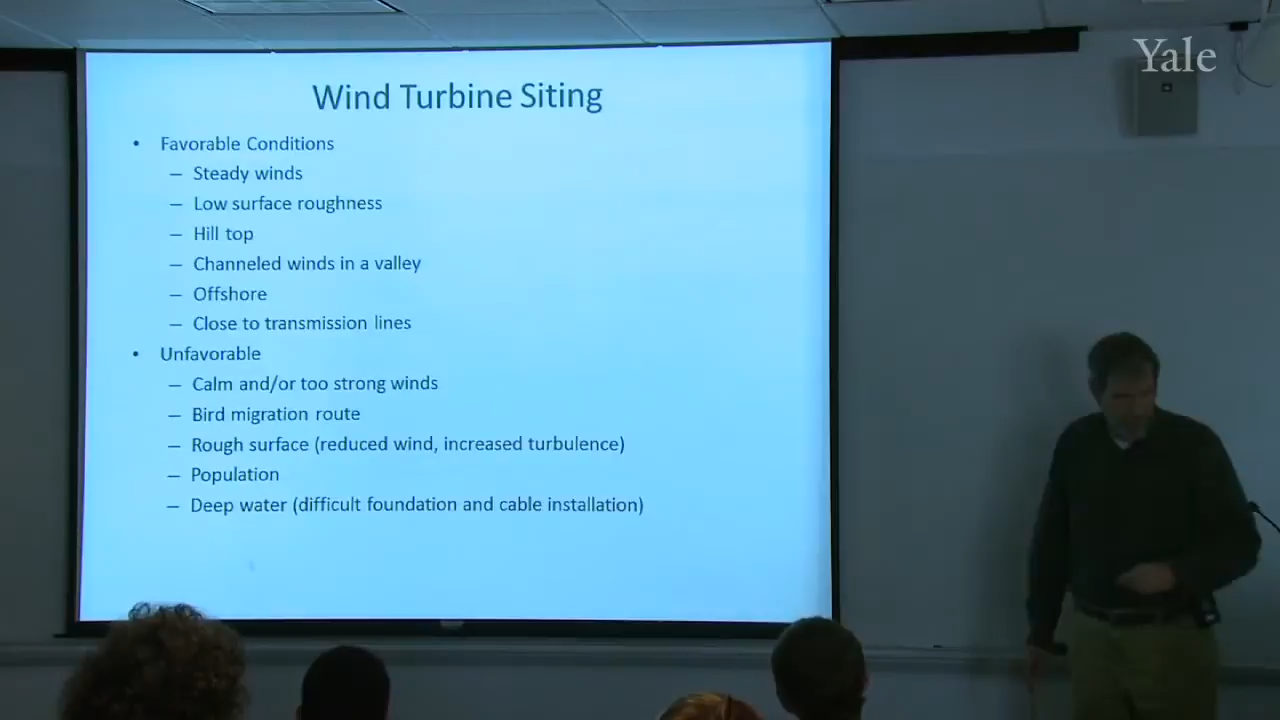 Yale
Wind Turbine Siting
• Favorable Conditions
– Steady winds
– Low surface roughness
– Hill top
– Channeled winds in a valley
– Offshore
– Close to transmission lines
• Unfavorable
– Calm and/or too strong winds
– Bird migration route
– Rough surface (reduced wind, increased turbulence)
– Population
– Deep water (difficult foundation and cable installation)